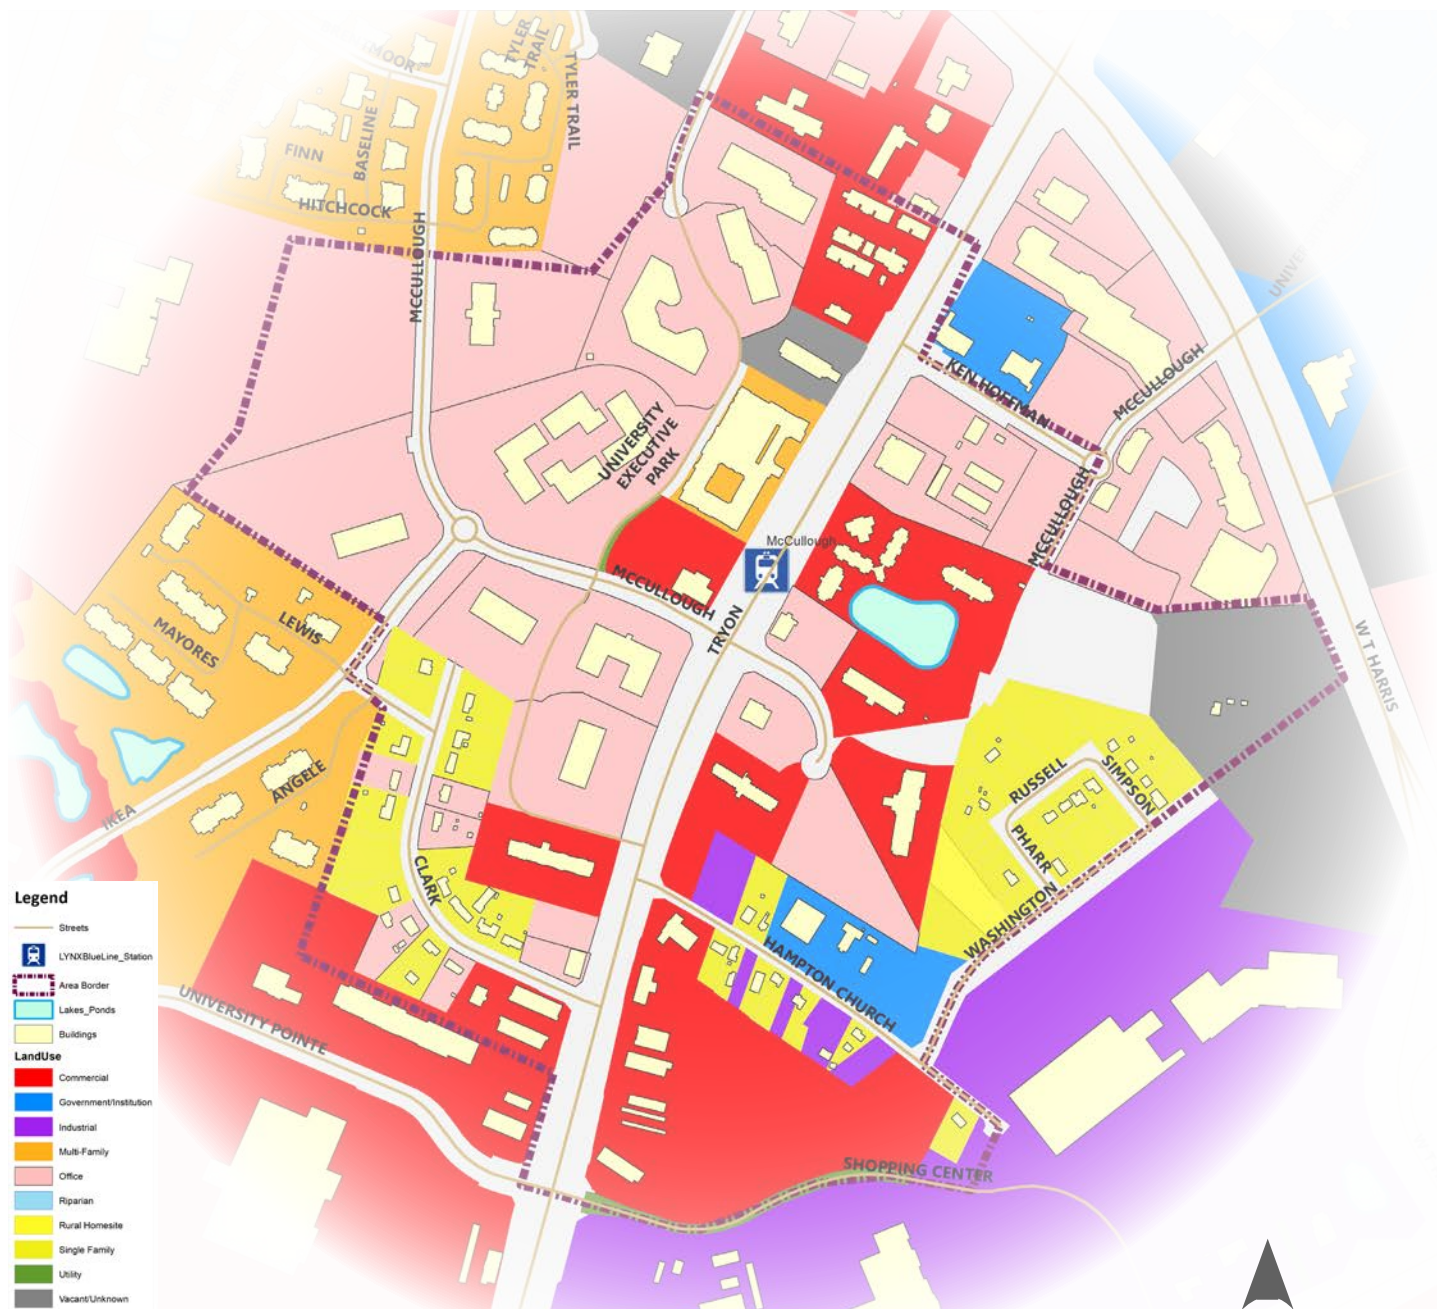 TYLER
TRAIL
TYLER TRAIL
FINN
BASELINE
HITCHCOCK
MCCULLOUGH
UNIVER
KEN HOFFMAN
MCCULLOUGH
UNIVERSITY
EXECUTIVE
PARK
MCCULLOUGH
McCullough
MCCULLOUGH
TRYON
LEWIS
MAYORES
W T HARRIS
ANGELE
IKEA
RUSSELL
SIMPSON
PHARR
CLARK
WASHINGTON
HAMPTON CHURCH
UNIVERSITY POINTE
SHOPPING CENTER
Legend
Streets
LYNXBlueLine_Station
Area Border
Lakes_Ponds
Buildings
LandUse
Commercial
Government/Institution
Industrial
Multi-Family
Office
Riparian
Rural Homesite
Single Family
Utility
Vacant/Unknown